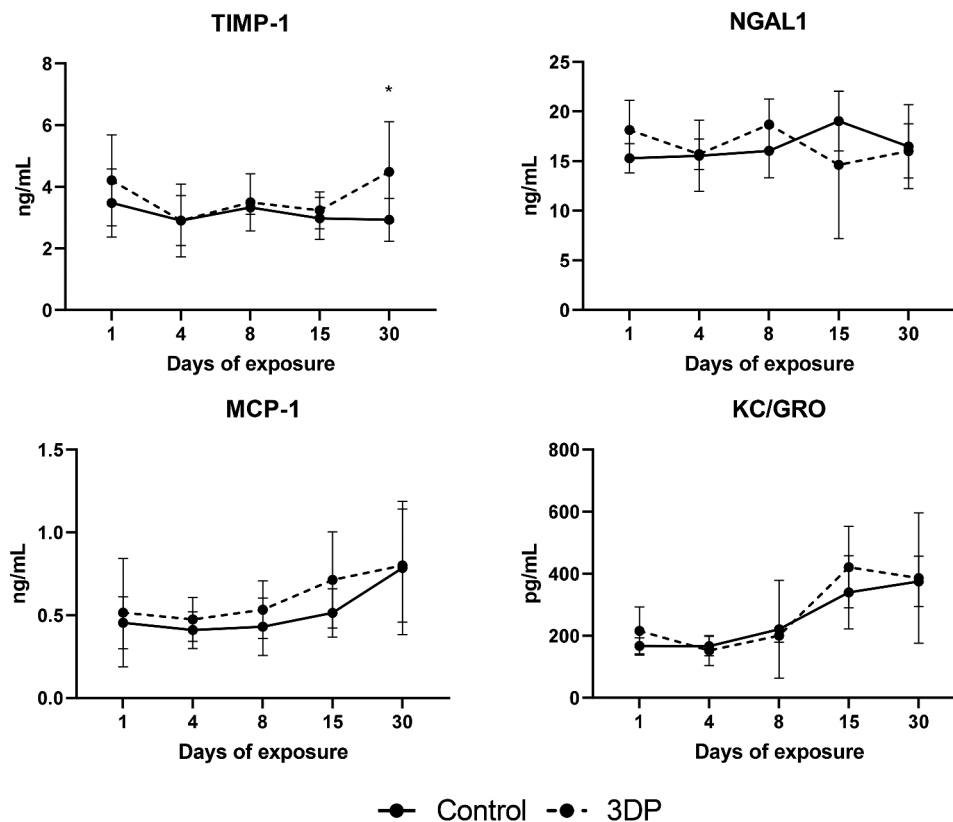 TIMP-1
8
6
4
2
0
ng/mL
*
1 4 8 15 30
Days of exposure
NGAL1
25
20
15
10
5
0
ng/mL
1 4 8 15 30
Days of exposure
MCP-1
1.5
1.0
0.5
0.0
ng/mL
1 4 8 15 30
Days of exposure
KC/GRO
800
600
400
200
0
pg/mL
1 4 8 15 30
Days of exposure
Control 3DP